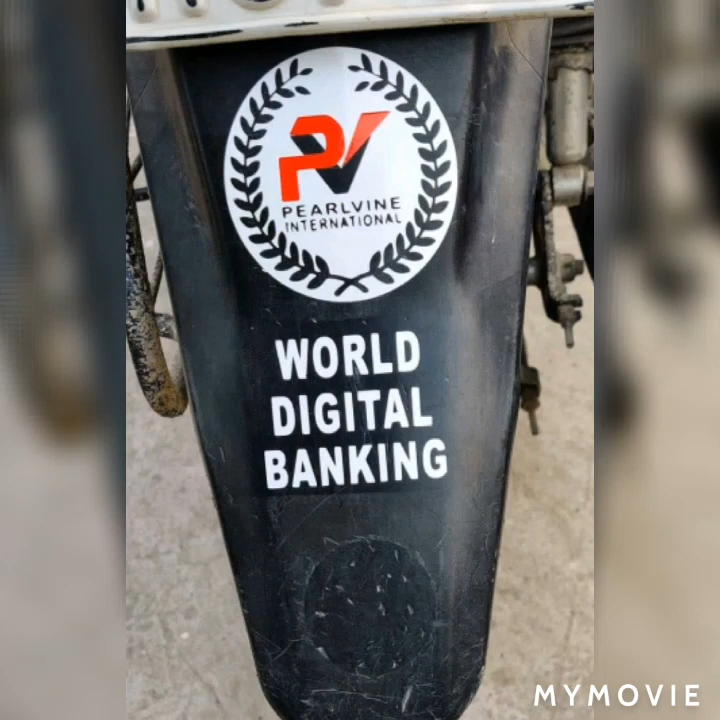 PV
PEARLVINE
INTERNATIONAL
WORLD
DIGITAL
BANKING
MYMOVIE